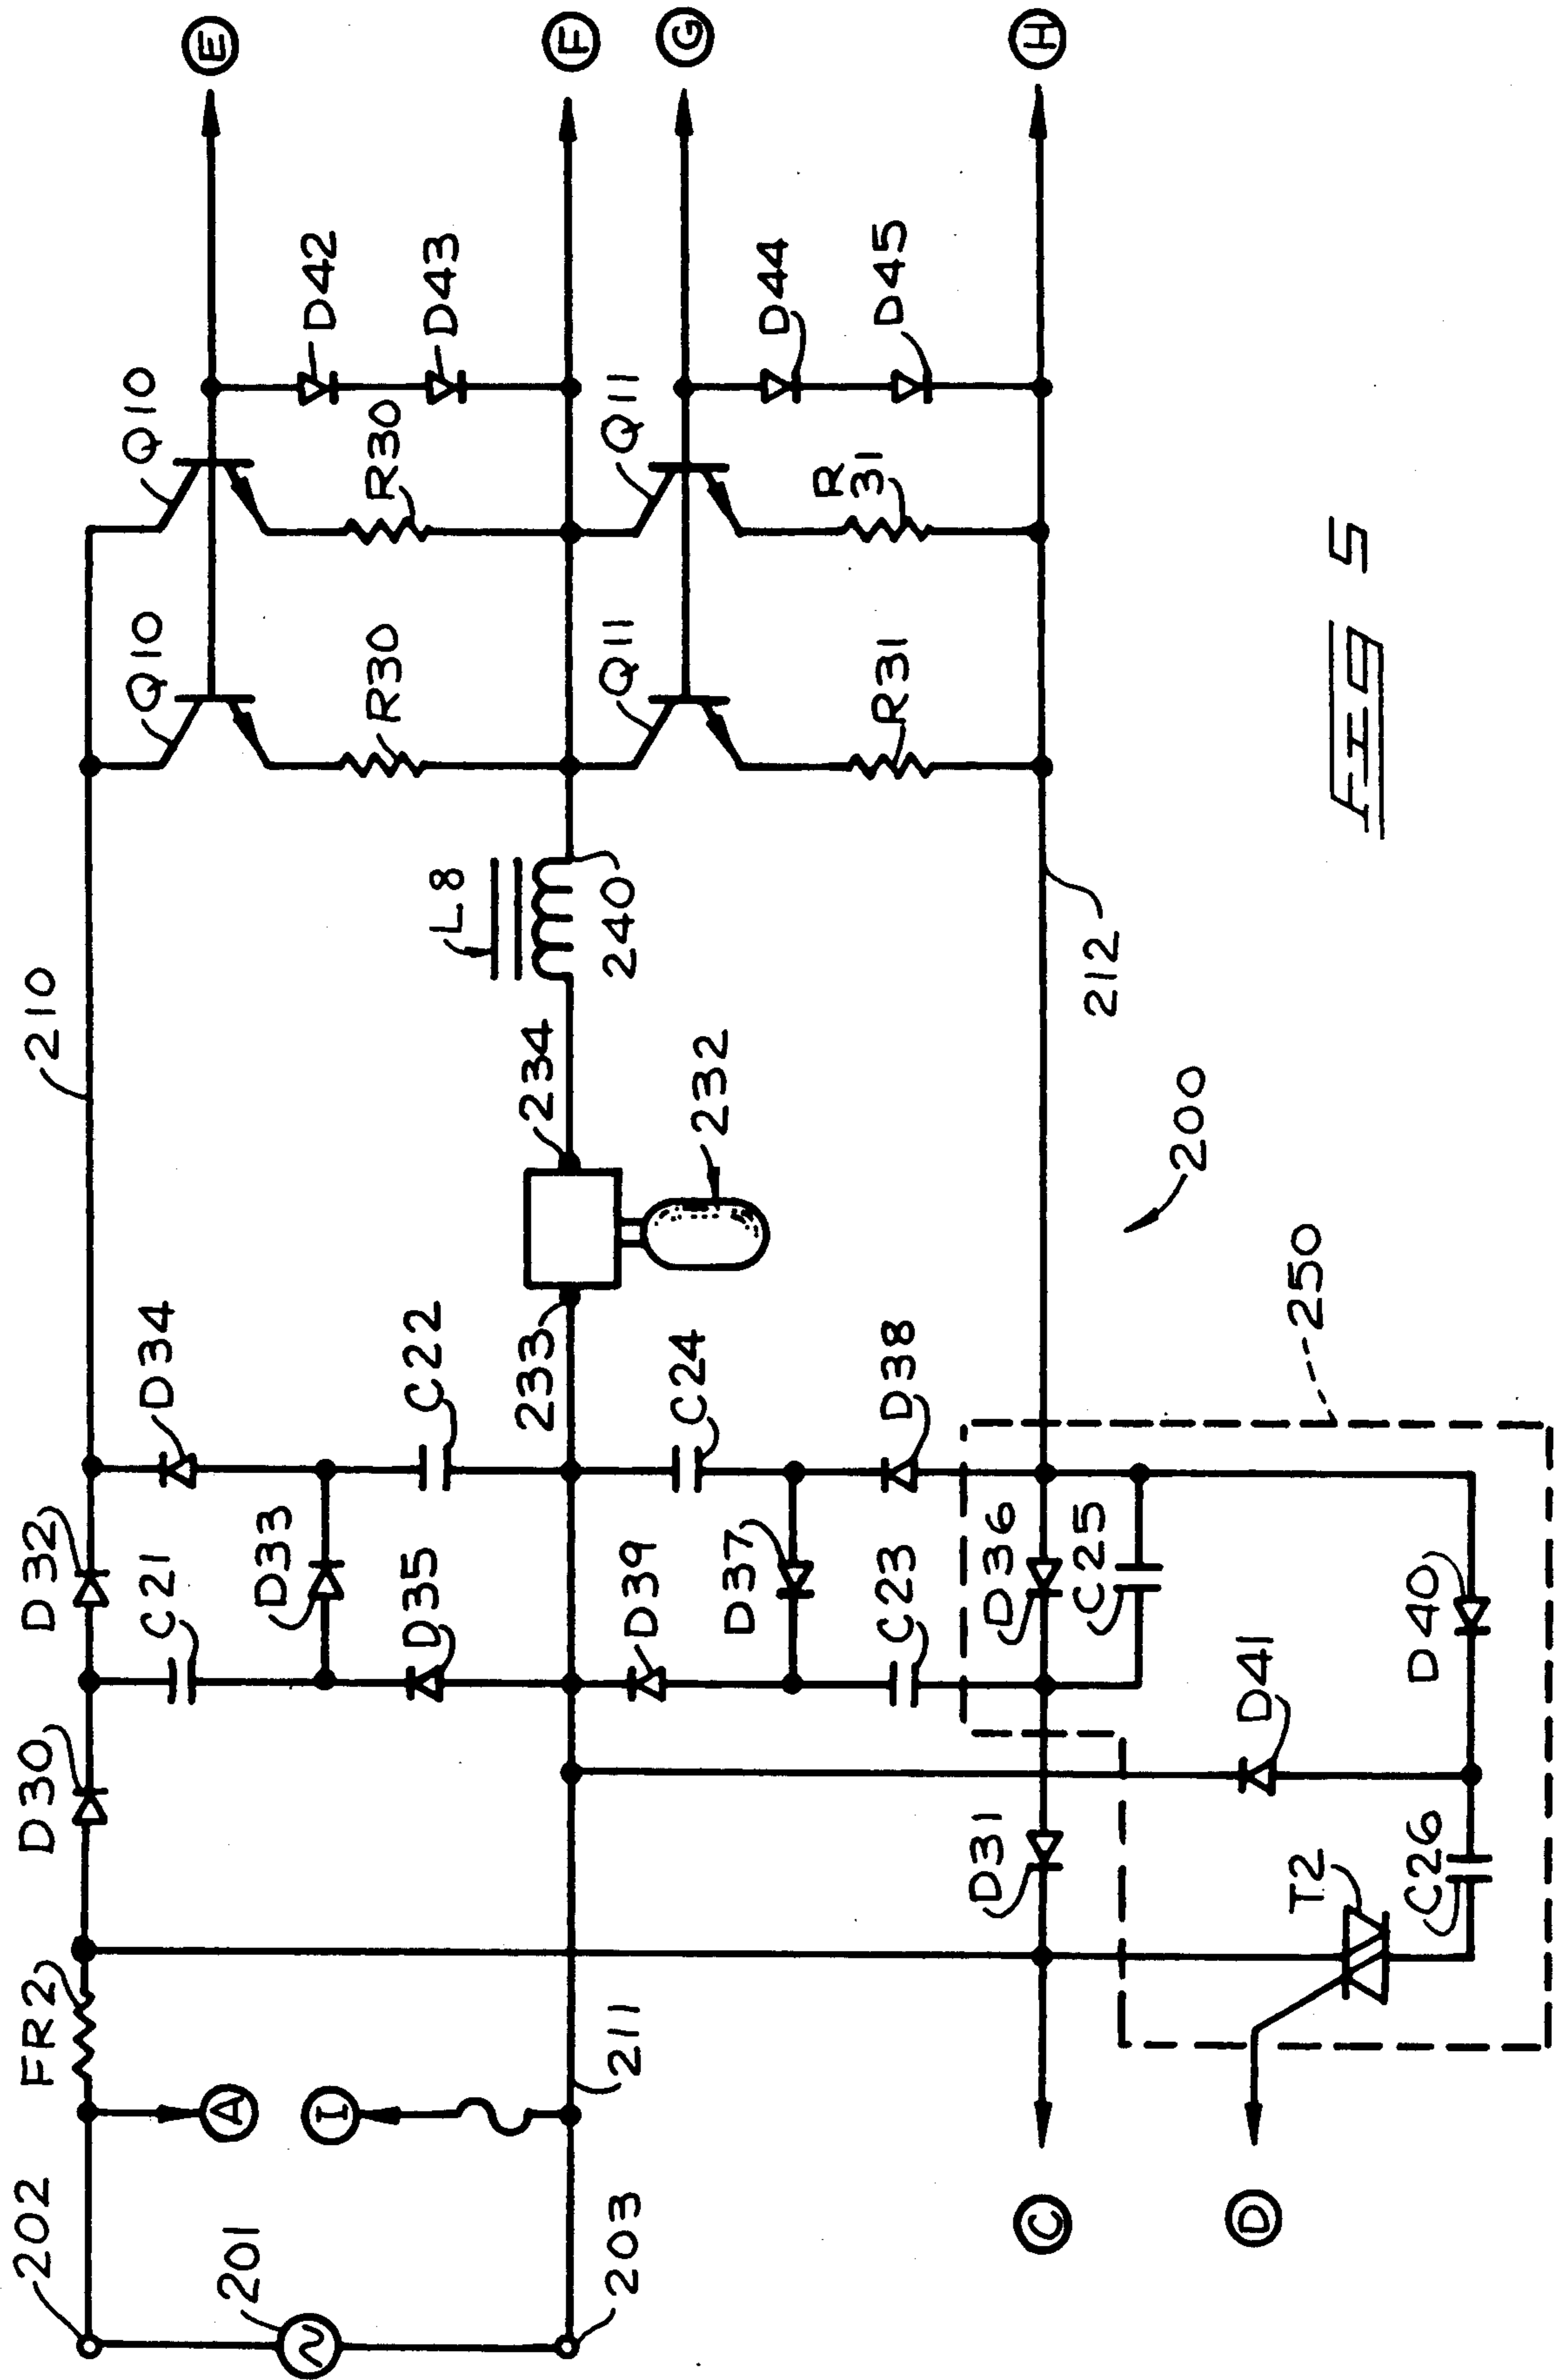 202
201
203
A
I
FR2
211
C
D
D30
D32
C21
D33
D35
D34
C22
D39
D37
C23
C24
D38
D31
D36
C25
D41
D40
T2
C26
250
210
233
234
232
L8
240
200
212
Q10
Q10
R30
R30
Q11
Q11
R31
R31
D42
D43
D44
D45
E
F
G
H
FIG 5